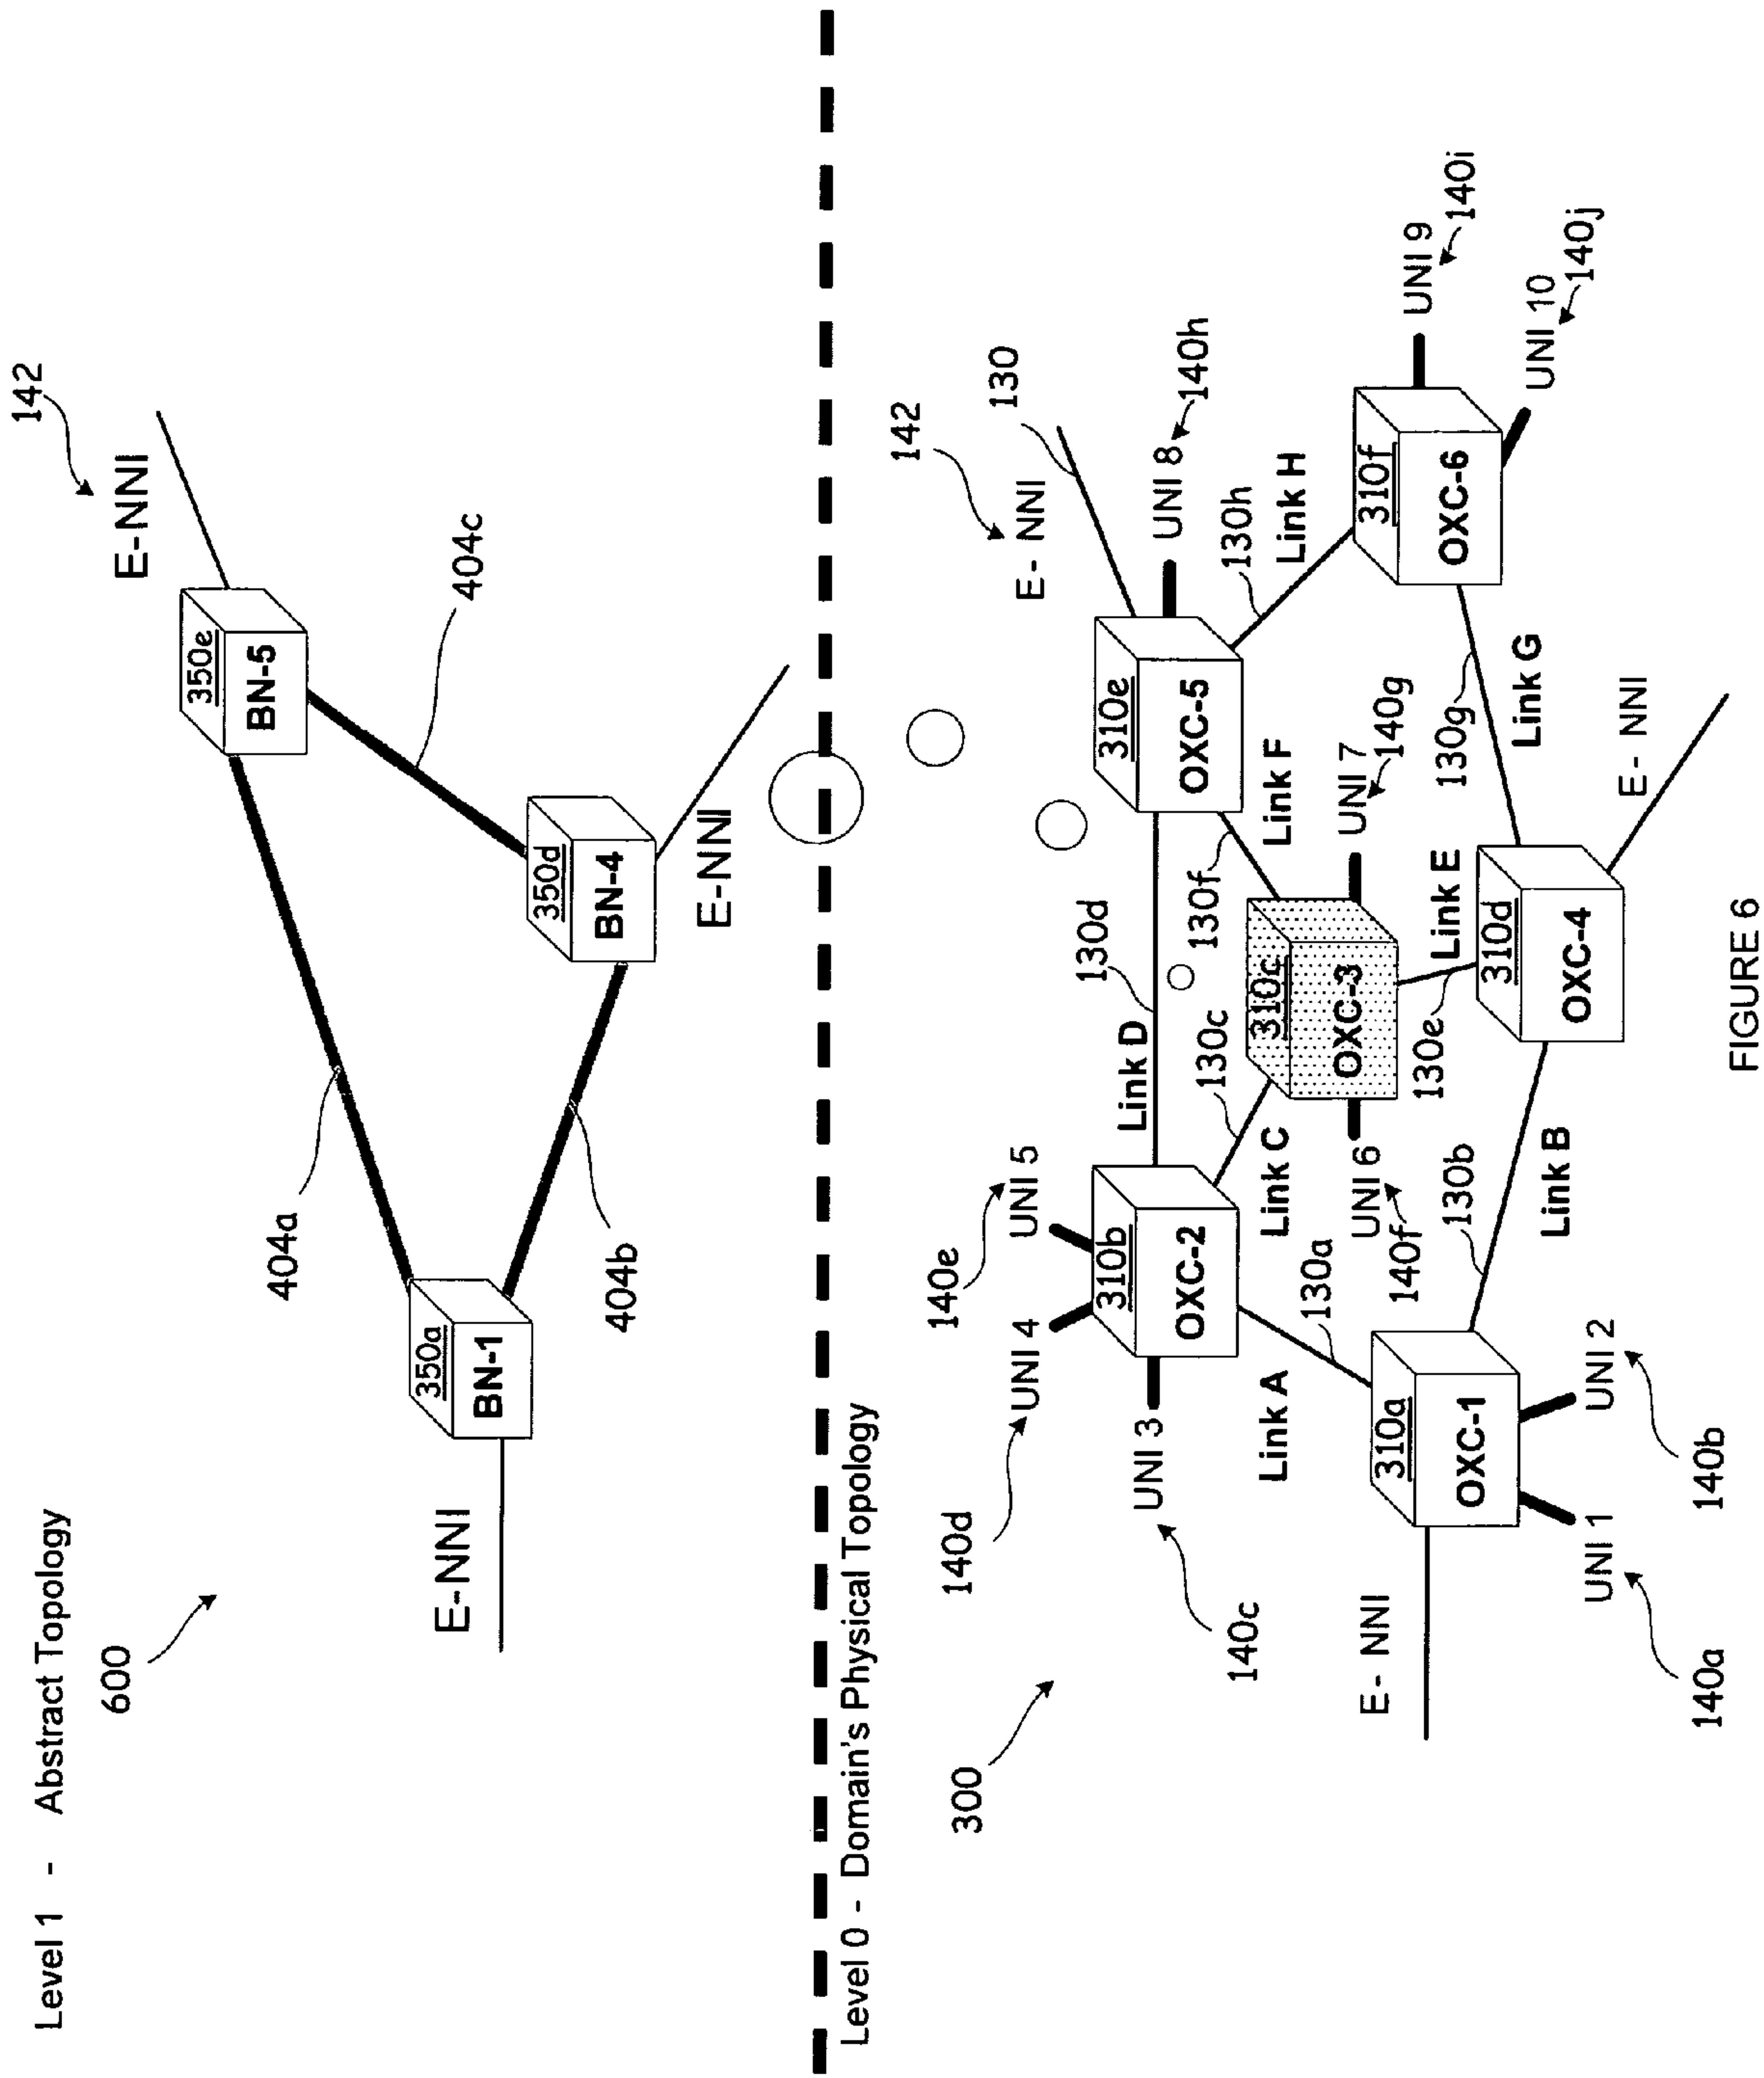 Level 1 - Abstract Topology
600
142
E-NNI
350e
BN-5
404a
404c
350a
BN-1
E-NNI
350d
BN-4
404b
E-NNI
Level 0 - Domain's Physical Topology
300
142
130
E- NNI
140e
UNI 5
140d
UNI 4
UNI 8
140h
310e
OXC-5
130d
Link D
310b
OXC-2
UNI 3
140c
130h
Link H
UNI 9
140i
130c
130f
Link F
Link C
Link A
130a
310c
OXC-3
UNI 7
140g
UNI 6
140f
310f
OXC-6
UNI 10
140j
E- NNI
310a
OXC-1
130b
Link B
130e
Link E
130g
Link G
310d
OXC-4
E- NNI
UNI 1
140a
UNI 2
140b
FIGURE 6